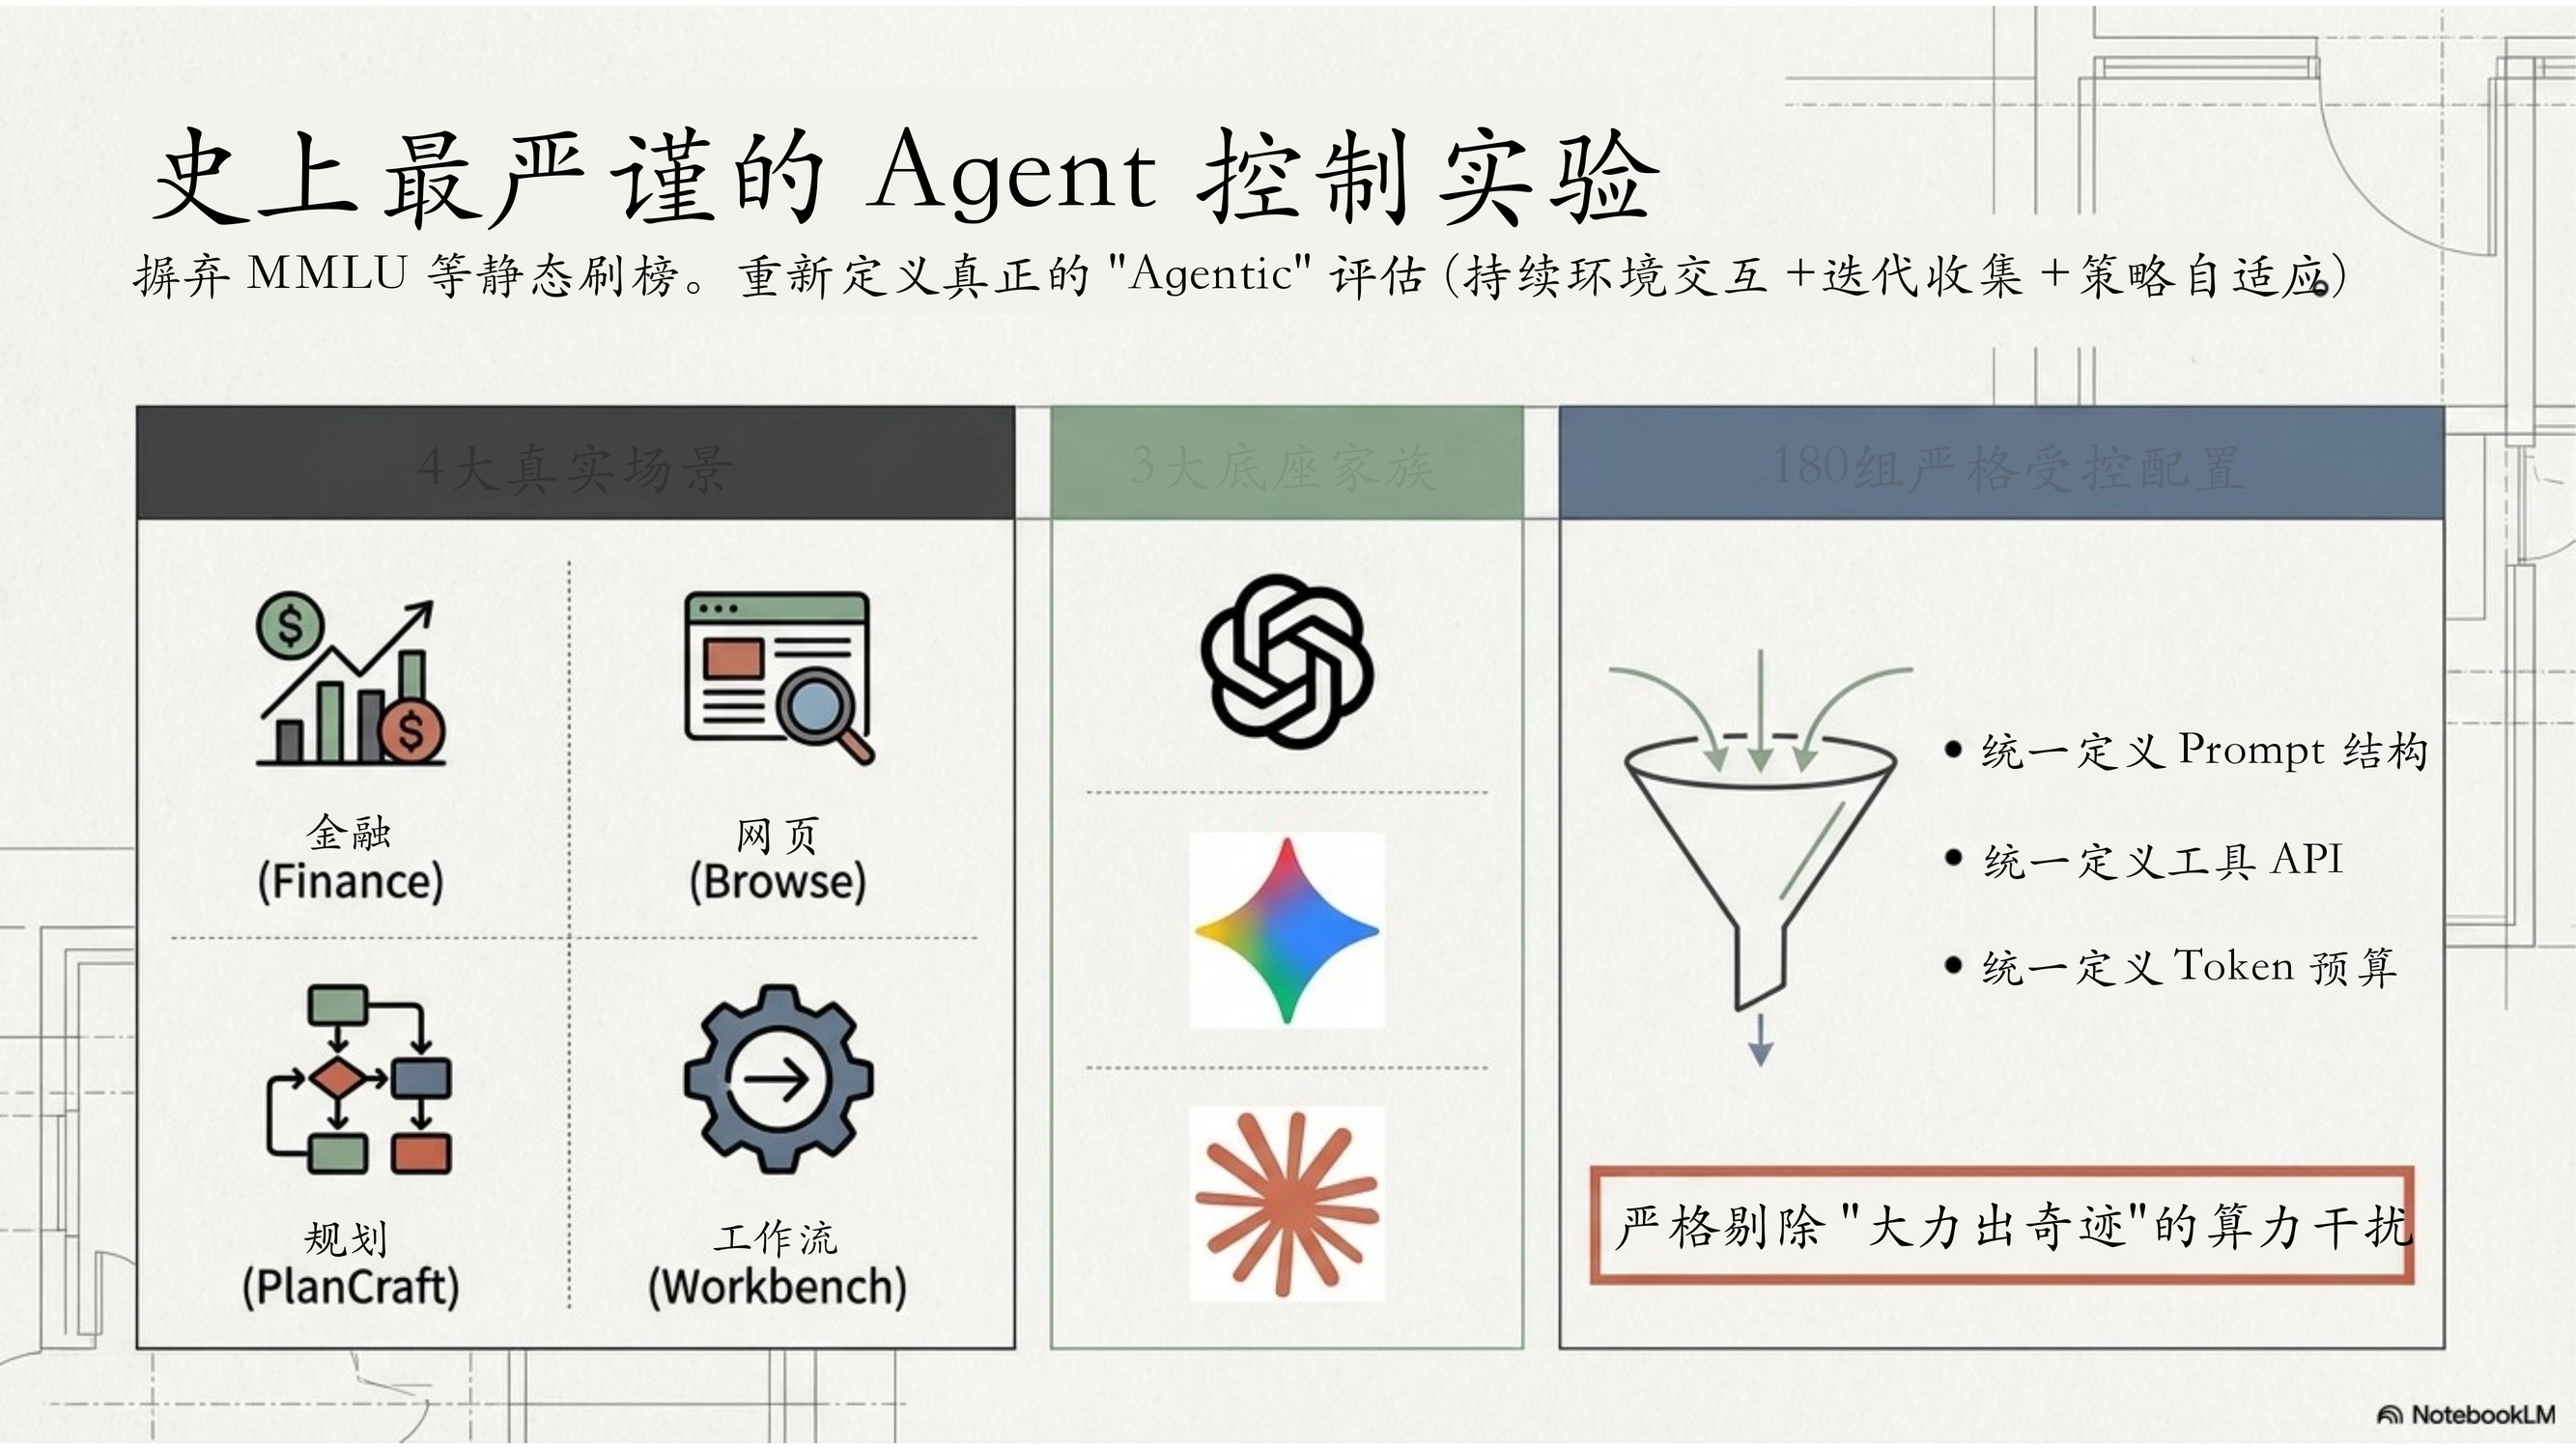 史上最严谨的 Agent 控制实验
摒弃 MMLU 等静态刷榜。重新定义真正的 "Agentic" 评估 (持续环境交互 +迭代收集 +策略自适应)。
4大真实场景
3大底座家族
180组严格受控配置
金融
(Finance)
网页
(Browse)
规划
(PlanCraft)
工作流
(Workbench)
• 统一定义 Prompt 结构
• 统一定义工具 API
• 统一定义 Token 预算
严格剔除 "大力出奇迹"的算力干扰
NotebookLM